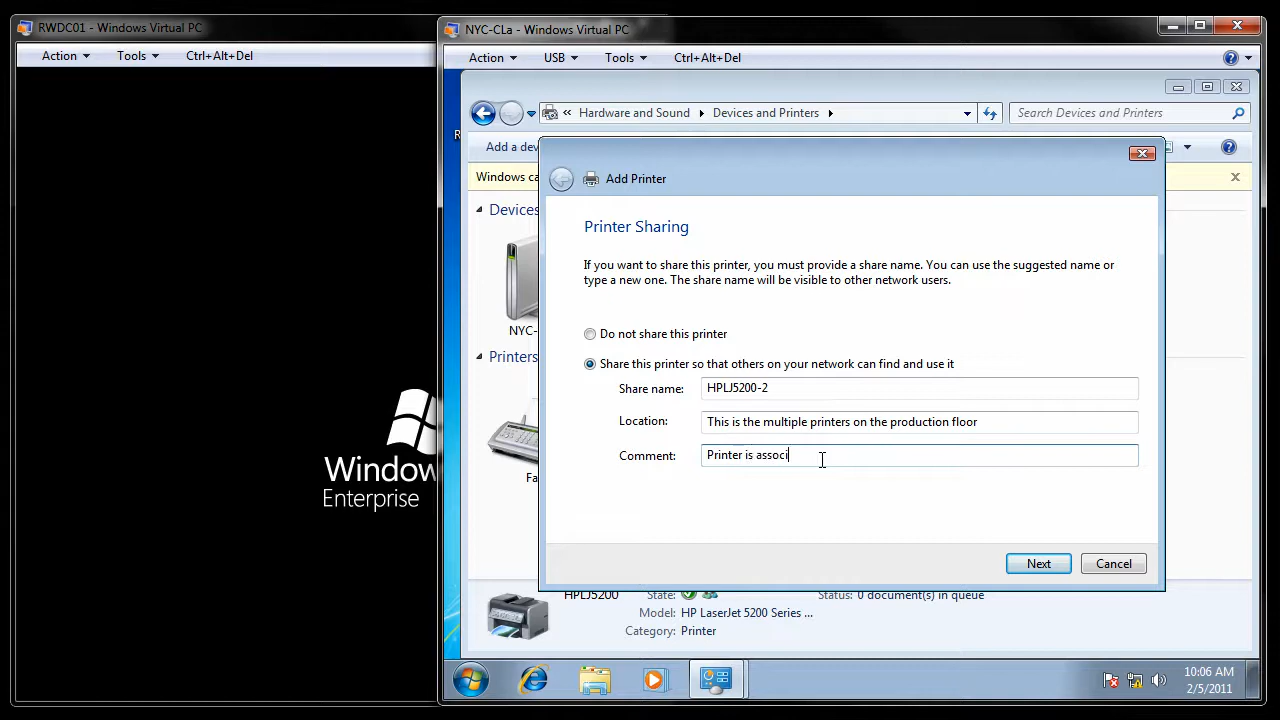 RWDC01 - Windows Virtual PC
Action Tools Ctrl+Alt+Del
Windows
Enterprise
NYC-CLa - Windows Virtual PC
Action USB Tools Ctrl+Alt+Del
« Hardware and Sound Devices and Printers Search Devices and Printers
Add a dev
Windows ca
Devices
NYC-
Printers
Fa
Add Printer
Printer Sharing
If you want to share this printer, you must provide a share name. You can use the suggested name or
type a new one. The share name will be visible to other network users.
Do not share this printer
Share this printer so that others on your network can find and use it
Share name: HPLJ5200-2
Location: This is the multiple printers on the production floor
Comment: Printer is associ
Next Cancel
HPLJ5200 State: Status: 0 document(s) in queue
Model: HP LaserJet 5200 Series ...
Category: Printer
10:06 AM
2/5/2011